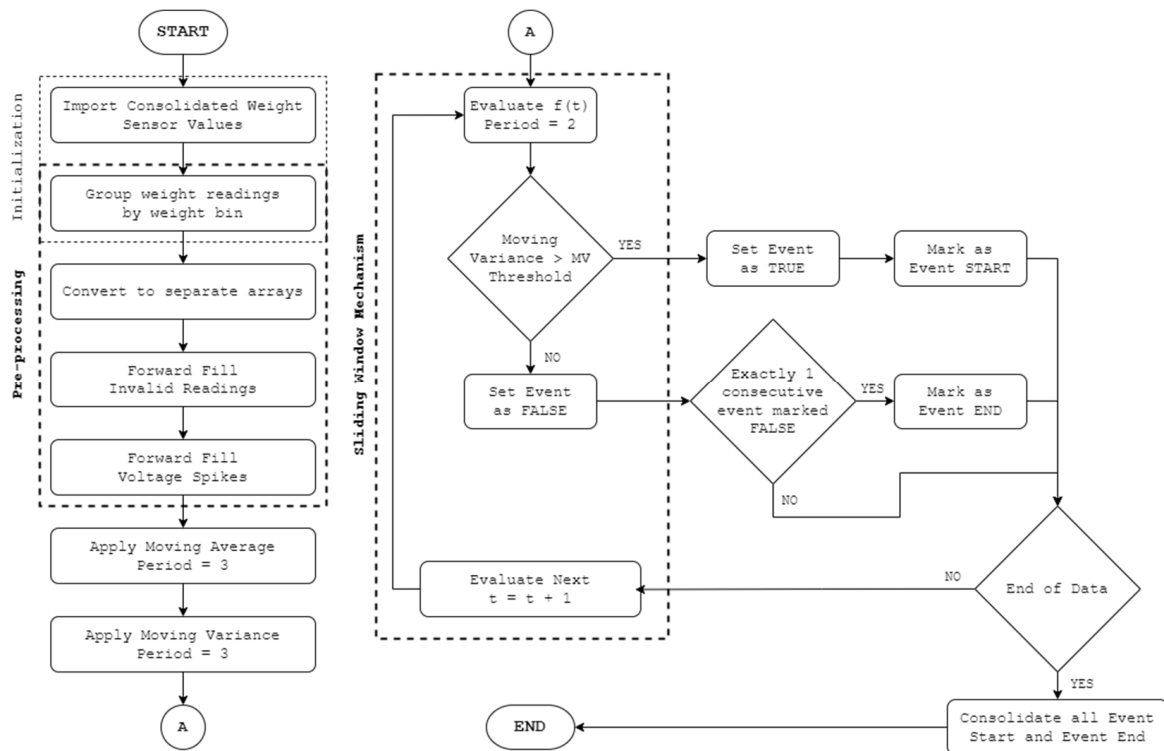 START
Initialization
Import Consolidated Weight
Sensor Values
Group weight readings
by weight bin
Pre-processing
Convert to separate arrays
Forward Fill
Invalid Readings
Forward Fill
Voltage Spikes
Apply Moving Average
Period = 3
Apply Moving Variance
Period = 3
A
A
Sliding Window Mechanism
Evaluate f(t)
Period = 2
Moving
Variance > MV
Threshold
YES
Set Event
as TRUE
Mark as
Event START
NO
Set Event
as FALSE
Exactly 1
consecutive
event marked
FALSE
YES
Mark as
Event END
NO
End of Data
NO
Evaluate Next
t = t + 1
YES
Consolidate all Event
Start and Event End
END